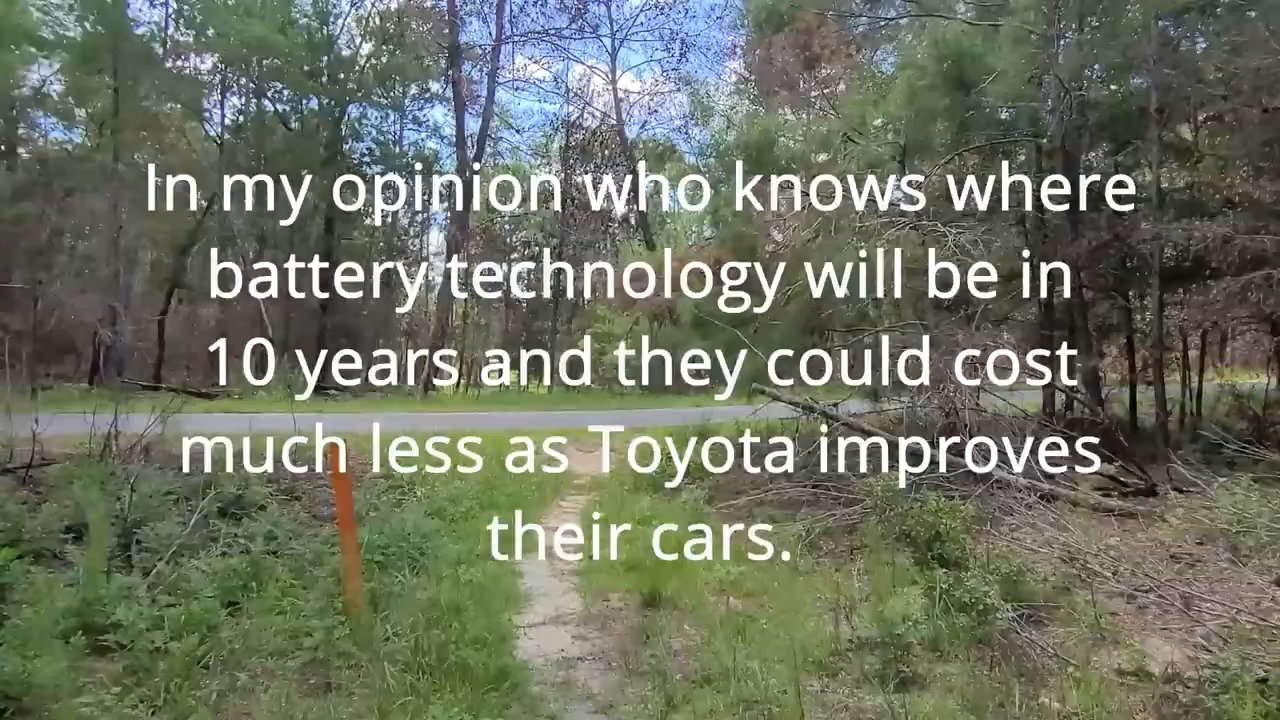 In my opinion who knows where
battery technology will be in
10 years and they could cost
much less as Toyota improves
their cars.